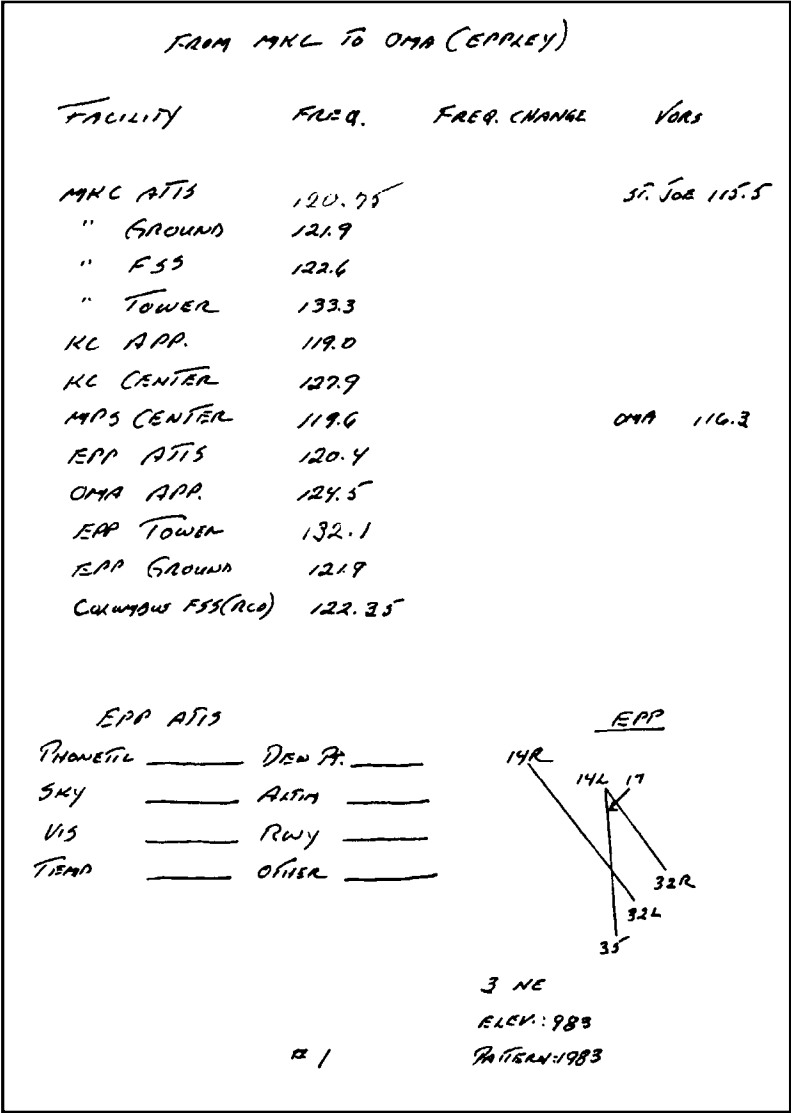 FROM MKC TO OMA (EPPLEY)
FACILITY FREQ. FREQ. CHANGE VORS
MKC ATIS 120.75 ST. JOE 115.5
" GROUND 121.9
" FSS 122.6
" TOWER 133.3
KC APP. 119.0
KC CENTER 127.9
MPS CENTER 119.6 OMA 116.3
EPP ATIS 120.4
OMA APP. 124.5
EPP TOWER 132.1
EPP GROUND 121.9
COLUMBUS FSS(RCO) 122.35
EPP ATIS EPP
PHONETIC DEW PT. 14R
SKY ALTIM 14L 17
VIS RWY
TEMP OTHER 32R
32L
35
3 NE
ELEV.: 983
# 1 PATTERN: 1983